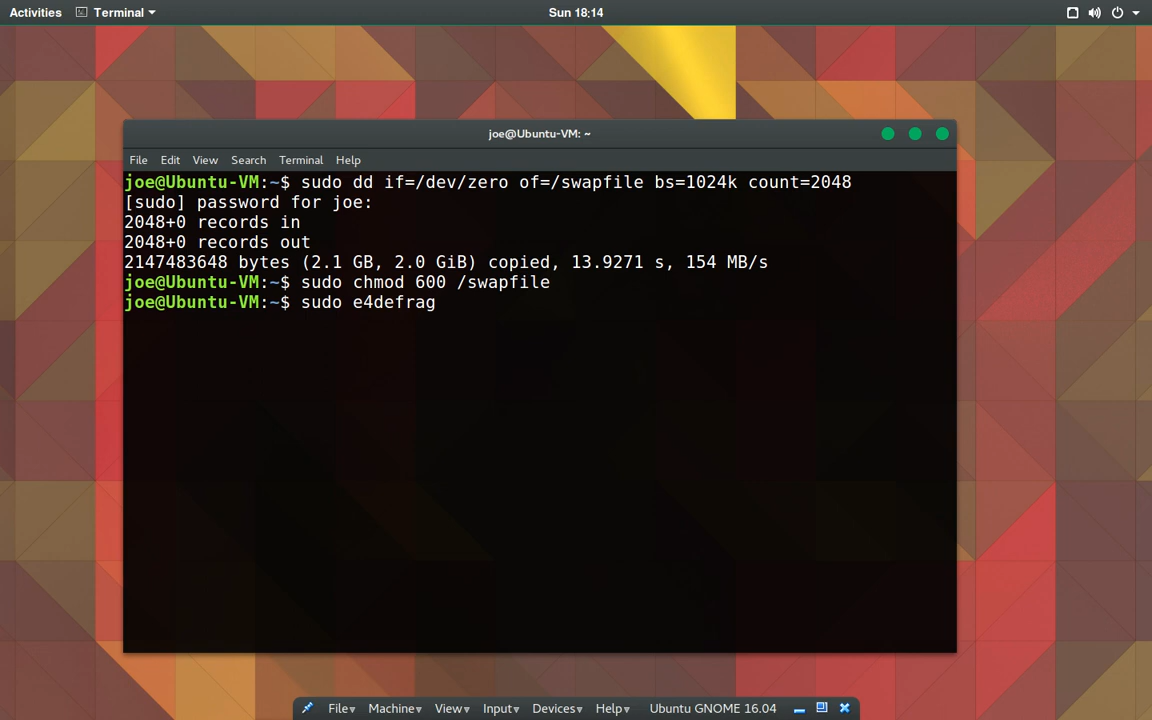 Activities Terminal Sun 18:14
joe@Ubuntu-VM: ~
File Edit View Search Terminal Help
joe@Ubuntu-VM:~$ sudo dd if=/dev/zero of=/swapfile bs=1024k count=2048
[sudo] password for joe:
2048+0 records in
2048+0 records out
2147483648 bytes (2.1 GB, 2.0 GiB) copied, 13.9271 s, 154 MB/s
joe@Ubuntu-VM:~$ sudo chmod 600 /swapfile
joe@Ubuntu-VM:~$ sudo e4defrag
File Machine View Input Devices Help Ubuntu GNOME 16.04